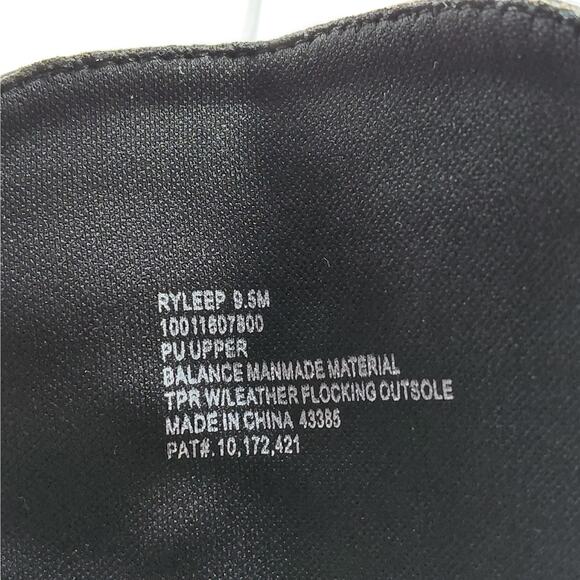 RYLEEP 9.5M
10011607800
PU UPPER
BALANCE MANMADE MATERIAL
TPR W/LEATHER FLOCKING OUTSOLE
MADE IN CHINA 43385
PAT#.10,172,421